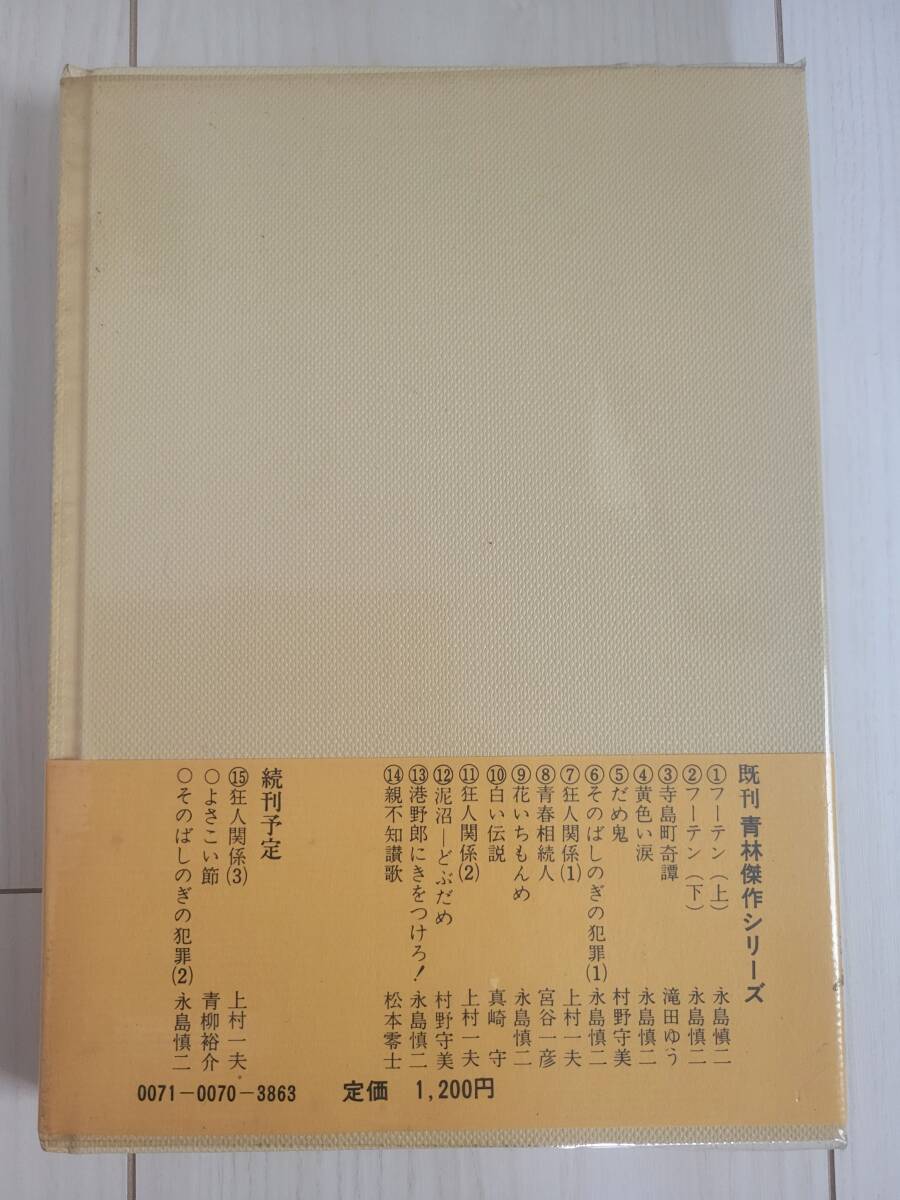 既刊 青林傑作シリーズ
①フーテン(上) 永島慎二
②フーテン(下) 永島慎二
③寺島町奇譚 滝田ゆう
④黄色い涙 永島慎二
⑤だめ鬼 村野守美
⑥そのばしのぎの犯罪(1) 永島慎二
⑦狂人関係(1) 上村一夫
⑧青春相続人 宮谷一彦
⑨花いちもんめ 永島慎二
⑩白い伝説 真崎 守
⑪狂人関係(2) 上村一夫
⑫泥沼―どぶだめ 村野守美
⑬港野郎にきをつけろ! 永島慎二
⑭親不知讃歌 松本零士
続刊予定
⑮狂人関係(3) 上村一夫
○よさこい節 青柳裕介
○そのばしのぎの犯罪(2) 永島慎二
0071-0070-3863 定価 1,200円